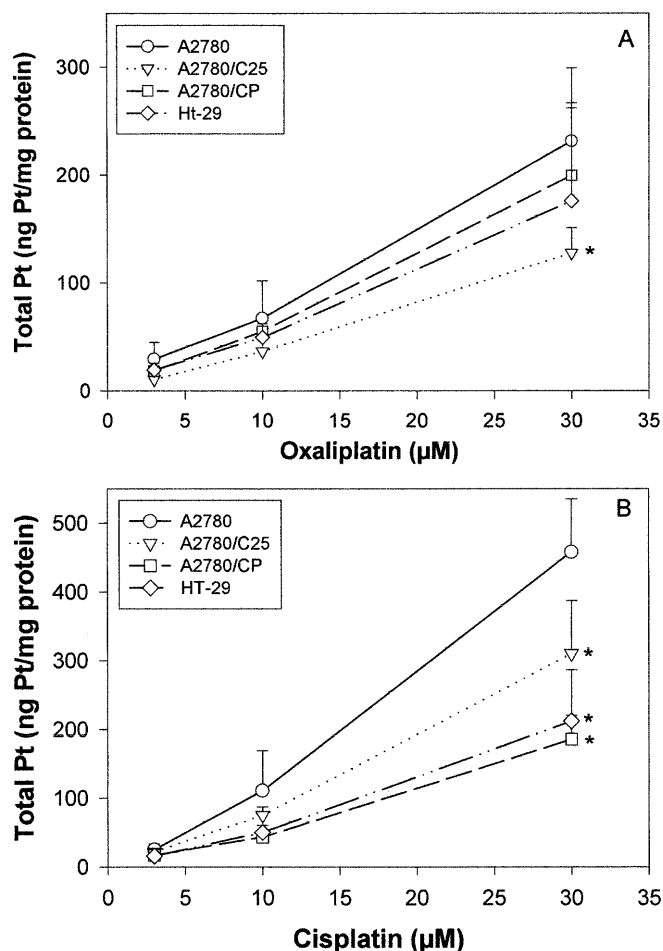 A
A2780
A2780/C25
A2780/CP
Ht-29
Total Pt (ng Pt/mg protein)
300
200
100
0
*
0 5 10 15 20 25 30 35
Oxaliplatin (µM)
B
A2780
A2780/C25
A2780/CP
HT-29
Total Pt (ng Pt/mg protein)
500
400
300
200
100
0
*
*
*
0 5 10 15 20 25 30 35
Cisplatin (µM)